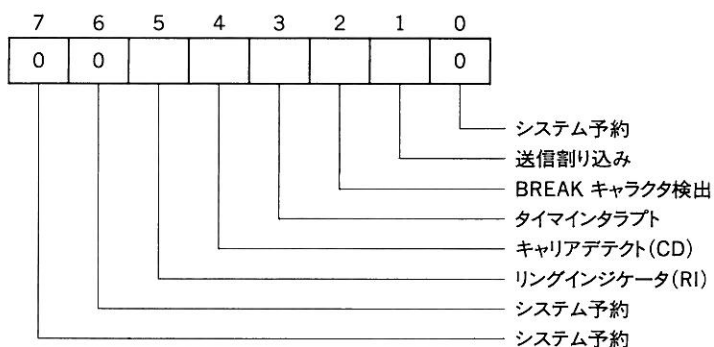 7 6 5 4 3 2 1 0
0 0 0
システム予約
送信割り込み
BREAK キャラクタ検出
タイマインタラプト
キャリアデテクト(CD)
リングインジケータ(RI)
システム予約
システム予約